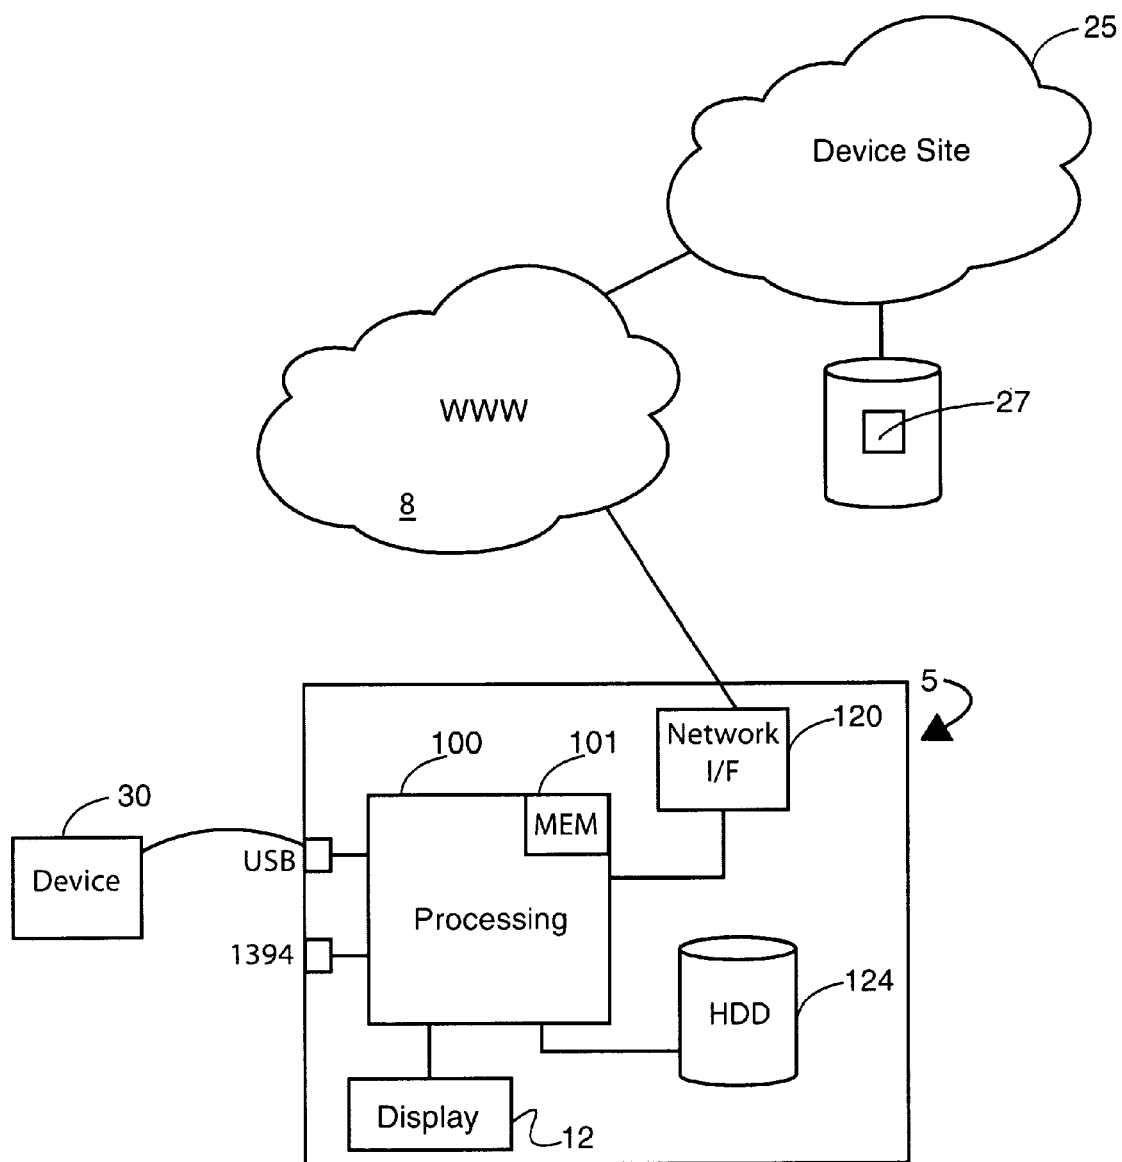 25
Device Site
WWW
27
8
5
Network
I/F
120
100
101
MEM
30
USB
Device
Processing
1394
HDD
124
Display
12